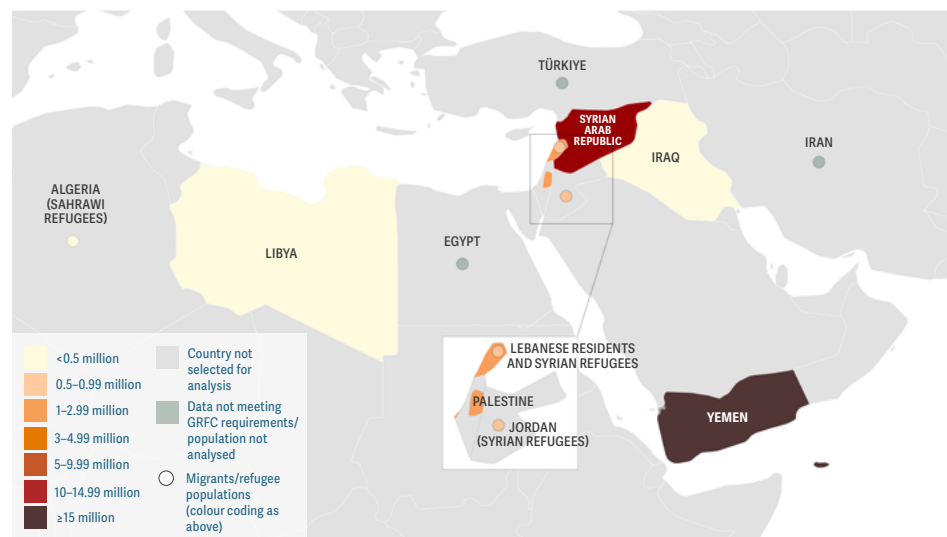 TÜRKİYE
SYRIAN
ARAB
REPUBLIC
IRAN
IRAQ
ALGERIA
(SAHRAWI
REFUGEES)
LIBYA
EGYPT
LEBANESE RESIDENTS
AND SYRIAN REFUGEES
PALESTINE
JORDAN
(SYRIAN REFUGEES)
YEMEN
<0.5 million
0.5–0.99 million
1–2.99 million
3–4.99 million
5–9.99 million
10–14.99 million
≥15 million
Country not
selected for
analysis
Data not meeting
GRFC requirements/
population not
analysed
Migrants/refugee
populations
(colour coding as
above)